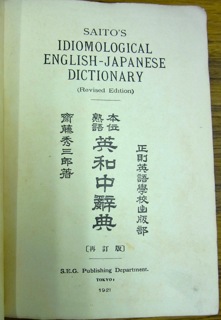 SAITO'S
IDIOMOLOGICAL
ENGLISH-JAPANESE
DICTIONARY
(Revised Edition)
正則英語學校出版部
熟語
本位
英和中辭典
〔再訂版〕
齋藤秀三郎著
S.E.G. Publishing Department.
TOKYO:
1921